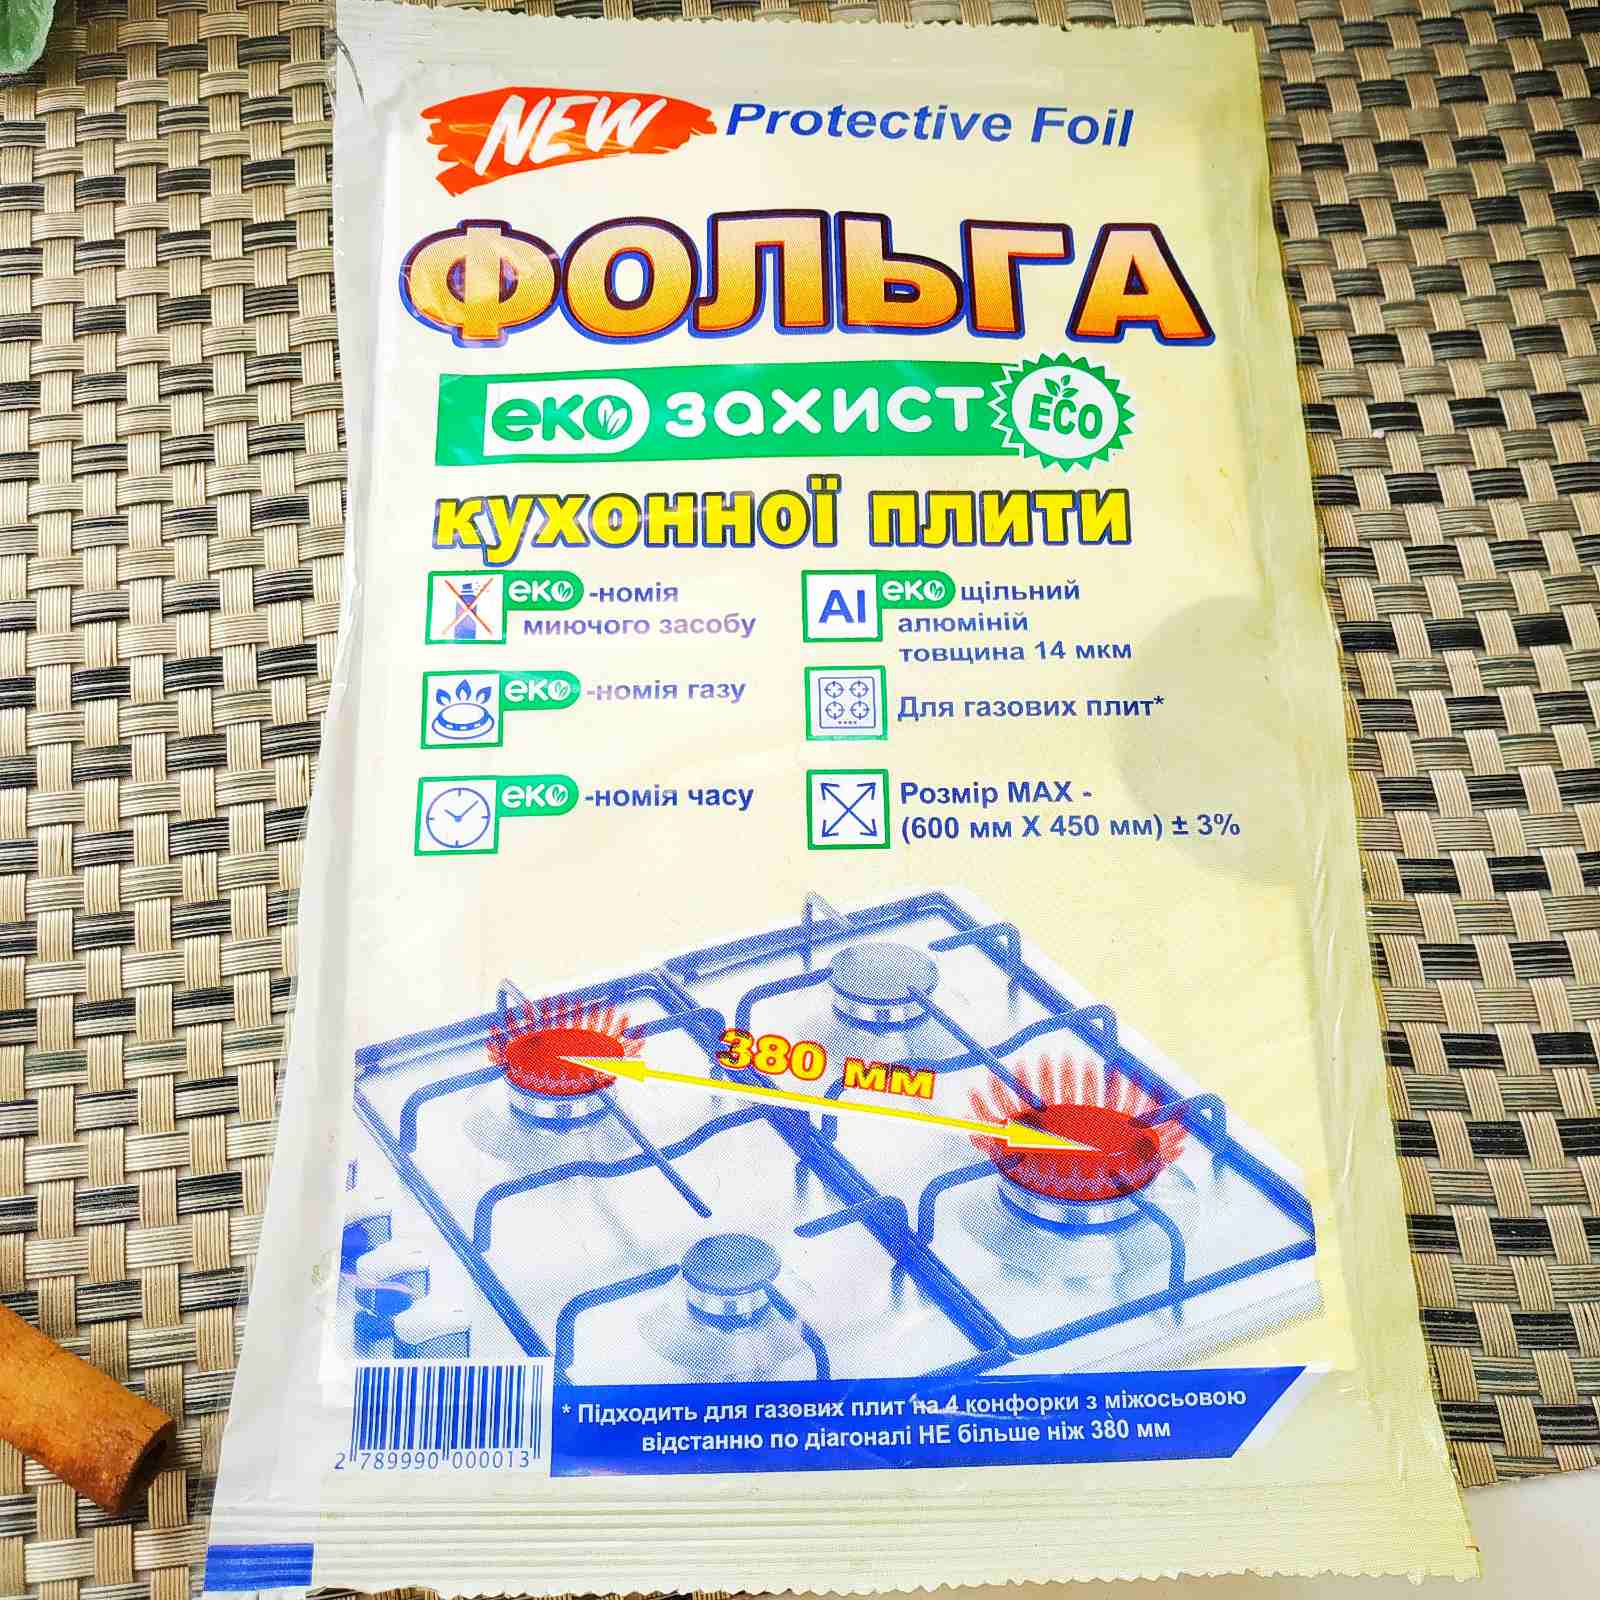 NEW Protective Foil
ФОЛЬГА
еко захист ECO
кухонної плити
еко -номія
миючого засобу
Al еко щільний
алюміній
товщина 14 мкм
еко -номія газу
Для газових плит*
еко -номія часу
Розмір MAX -
(600 мм X 450 мм) ± 3%
380 мм
* Підходить для газових плит на 4 конфорки з міжосьовою
відстанню по діагоналі НЕ більше ніж 380 мм
2 789990 000013